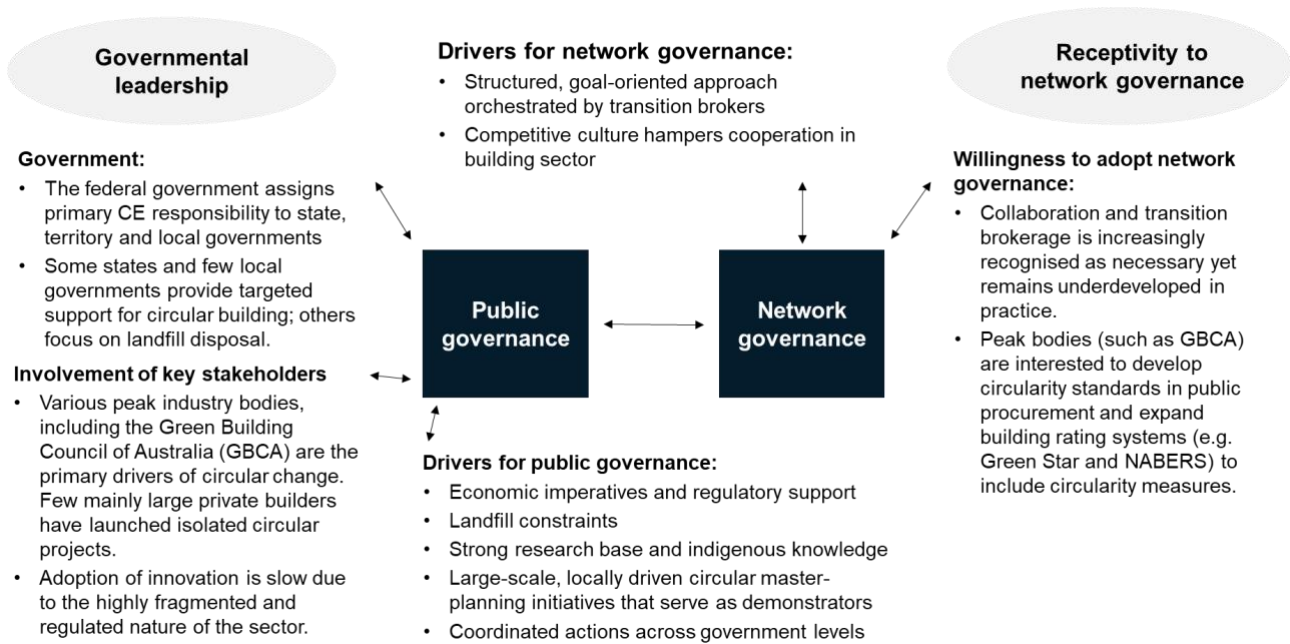 Governmental
leadership
Government:
• The federal government assigns
primary CE responsibility to state,
territory and local governments
• Some states and few local
governments provide targeted
support for circular building; others
focus on landfill disposal.
Involvement of key stakeholders
• Various peak industry bodies,
including the Green Building
Council of Australia (GBCA) are the
primary drivers of circular change.
Few mainly large private builders
have launched isolated circular
projects.
• Adoption of innovation is slow due
to the highly fragmented and
regulated nature of the sector.
Drivers for network governance:
• Structured, goal-oriented approach
orchestrated by transition brokers
• Competitive culture hampers cooperation in
building sector
Public
governance
Network
governance
Drivers for public governance:
• Economic imperatives and regulatory support
• Landfill constraints
• Strong research base and indigenous knowledge
• Large-scale, locally driven circular master-
planning initiatives that serve as demonstrators
• Coordinated actions across government levels
Receptivity to
network governance
Willingness to adopt network
governance:
• Collaboration and transition
brokerage is increasingly
recognised as necessary yet
remains underdeveloped in
practice.
• Peak bodies (such as GBCA)
are interested to develop
circularity standards in public
procurement and expand
building rating systems (e.g.
Green Star and NABERS) to
include circularity measures.